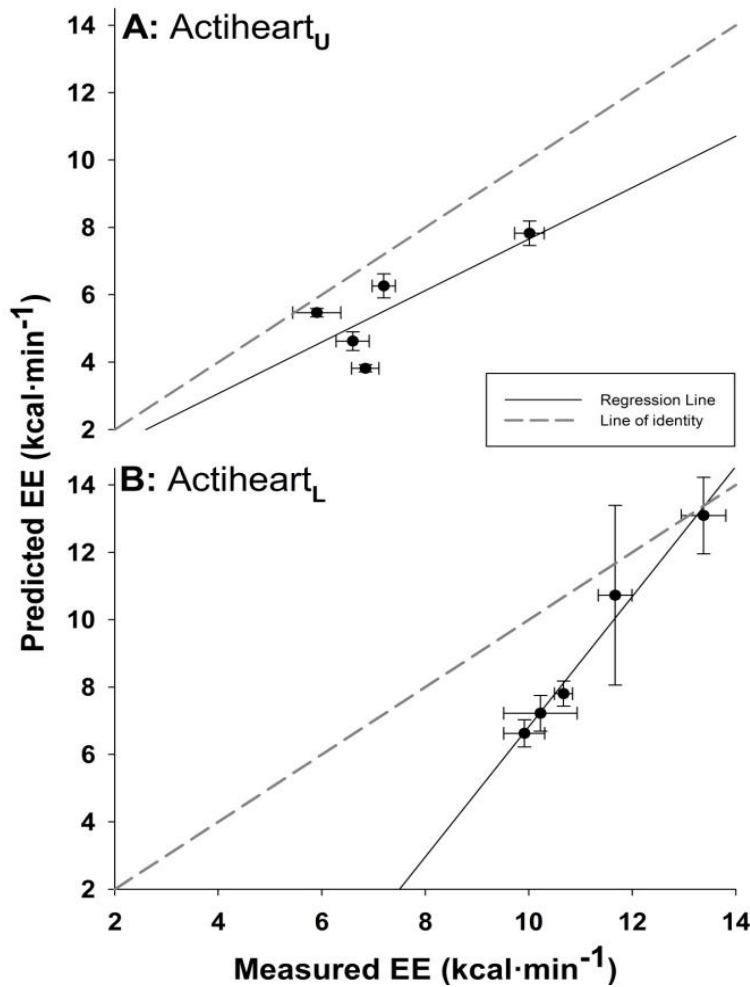 A: Actiheart_U
14
12
10
8
6
4
2
Regression Line
Line of identity
B: Actiheart_L
14
12
10
8
6
4
2
Predicted EE (kcal·min⁻¹)
2 4 6 8 10 12 14
Measured EE (kcal·min⁻¹)